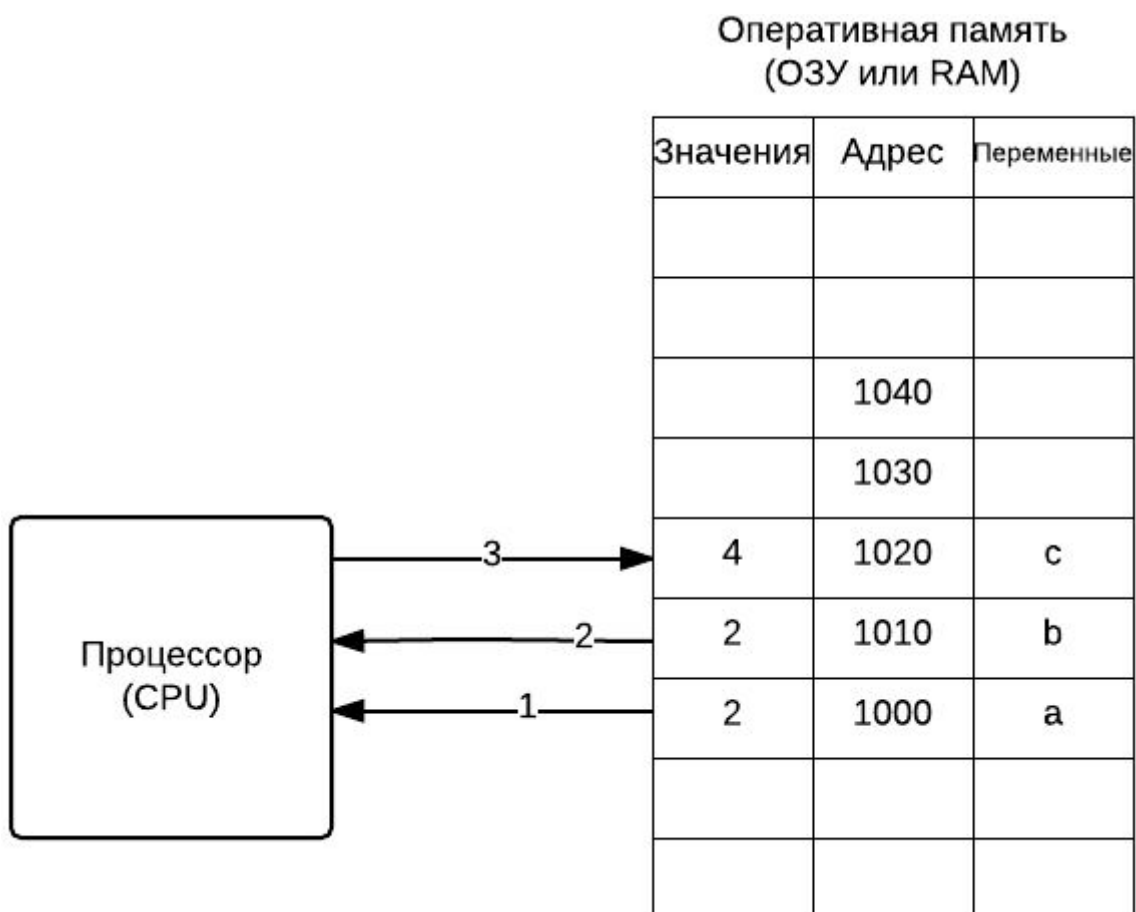 Оперативная память
(ОЗУ или RAM)
Значения Адрес Переменные
1040
1030
3 4 1020 c
2 2 1010 b
1 2 1000 a
Процессор
(CPU)